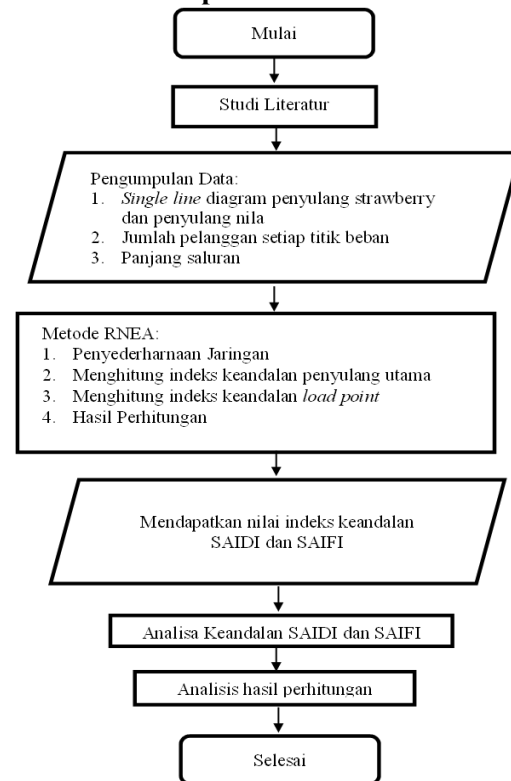 Mulai
Studi Literatur
Pengumpulan Data:
1. Single line diagram penyulang strawberry
dan penyulang nila
2. Jumlah pelanggan setiap titik beban
3. Panjang saluran
Metode RNEA:
1. Penyederharnaan Jaringan
2. Menghitung indeks keandalan penyulang utama
3. Menghitung indeks keandalan load point
4. Hasil Perhitungan
Mendapatkan nilai indeks keandalan
SAIDI dan SAIFI
Analisa Keandalan SAIDI dan SAIFI
Analisis hasil perhitungan
Selesai